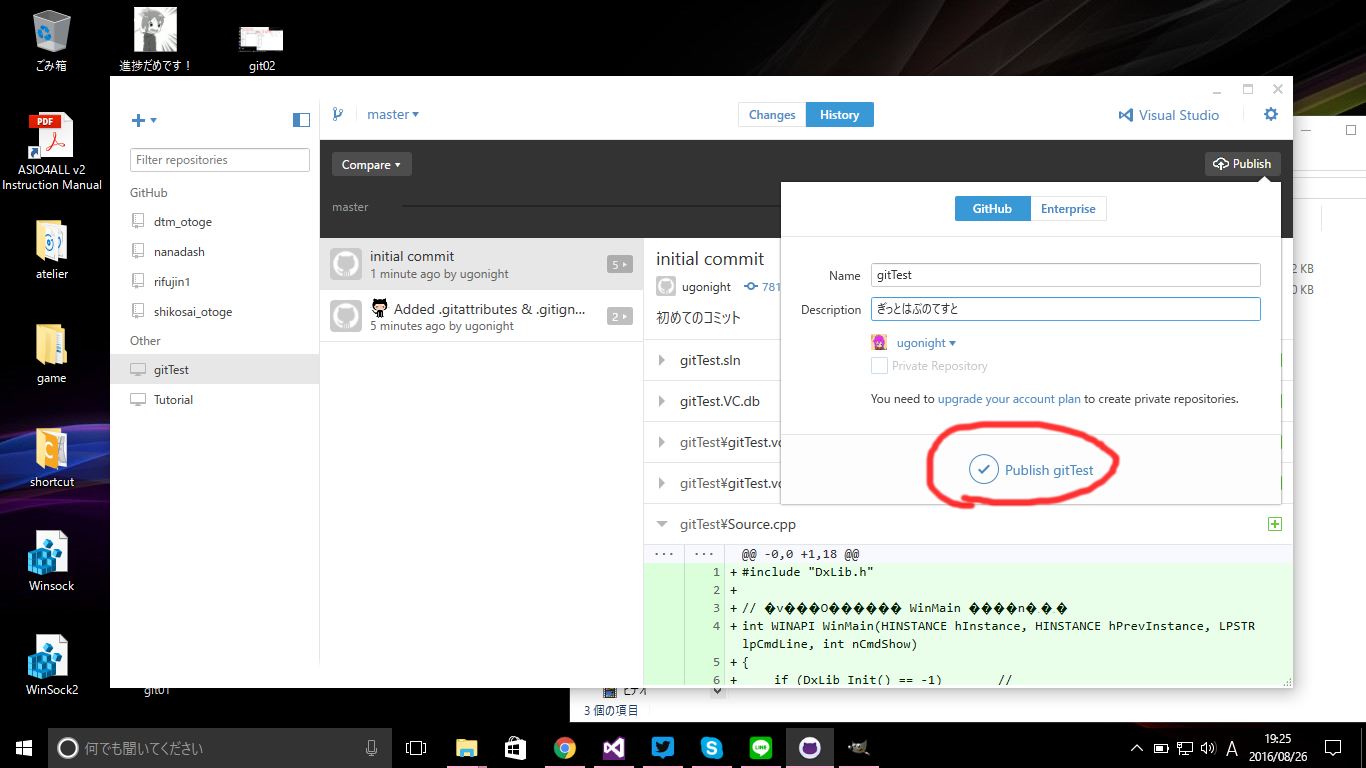 ごみ箱
進捗だめです！
git02
ASIO4ALL v2
Instruction Manual
atelier
game
shortcut
Winsock
WinSock2
git01
Filter repositories
GitHub
dtm_otoge
nanadash
rifujin1
shikosai_otoge
Other
gitTest
Tutorial
master
Changes
History
Visual Studio
Compare
Publish
master
initial commit
1 minute ago by ugonight
5
Added .gitattributes & .gitign...
5 minutes ago by ugonight
2
initial commit
ugonight
781
初めてのコミット
gitTest.sln
gitTest.VC.db
gitTest¥gitTest.vc
gitTest¥gitTest.vc
gitTest¥Source.cpp
GitHub
Enterprise
Name
gitTest
Description
ぎっとはぶのてすと
ugonight
Private Repository
You need to upgrade your account plan to create private repositories.
Publish gitTest
... ... @@ -0,0 +1,18 @@
1 +#include "DxLib.h"
2 +
3 +// �v���O������ WinMain ����n�.�.�
4 +int WINAPI WinMain(HINSTANCE hInstance, HINSTANCE hPrevInstance, LPSTR
lpCmdLine, int nCmdShow)
5 +{
6 + if (DxLib_Init() == -1) //
2 KB
0 KB
ビデオ
3 個の項目
PDF
何でも聞いてください
LINE
A
19:25
2016/08/26